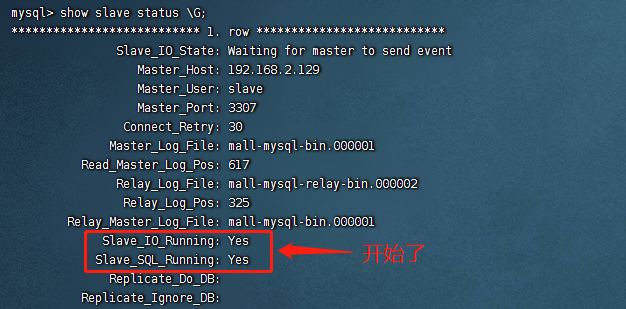 mysql> show slave status \G;
*************************** 1. row ***************************
Slave_IO_State: Waiting for master to send event
Master_Host: 192.168.2.129
Master_User: slave
Master_Port: 3307
Connect_Retry: 30
Master_Log_File: mall-mysql-bin.000001
Read_Master_Log_Pos: 617
Relay_Log_File: mall-mysql-relay-bin.000002
Relay_Log_Pos: 325
Relay_Master_Log_File: mall-mysql-bin.000001
Slave_IO_Running: Yes
Slave_SQL_Running: Yes
开始了
Replicate_Do_DB:
Replicate_Ignore_DB: